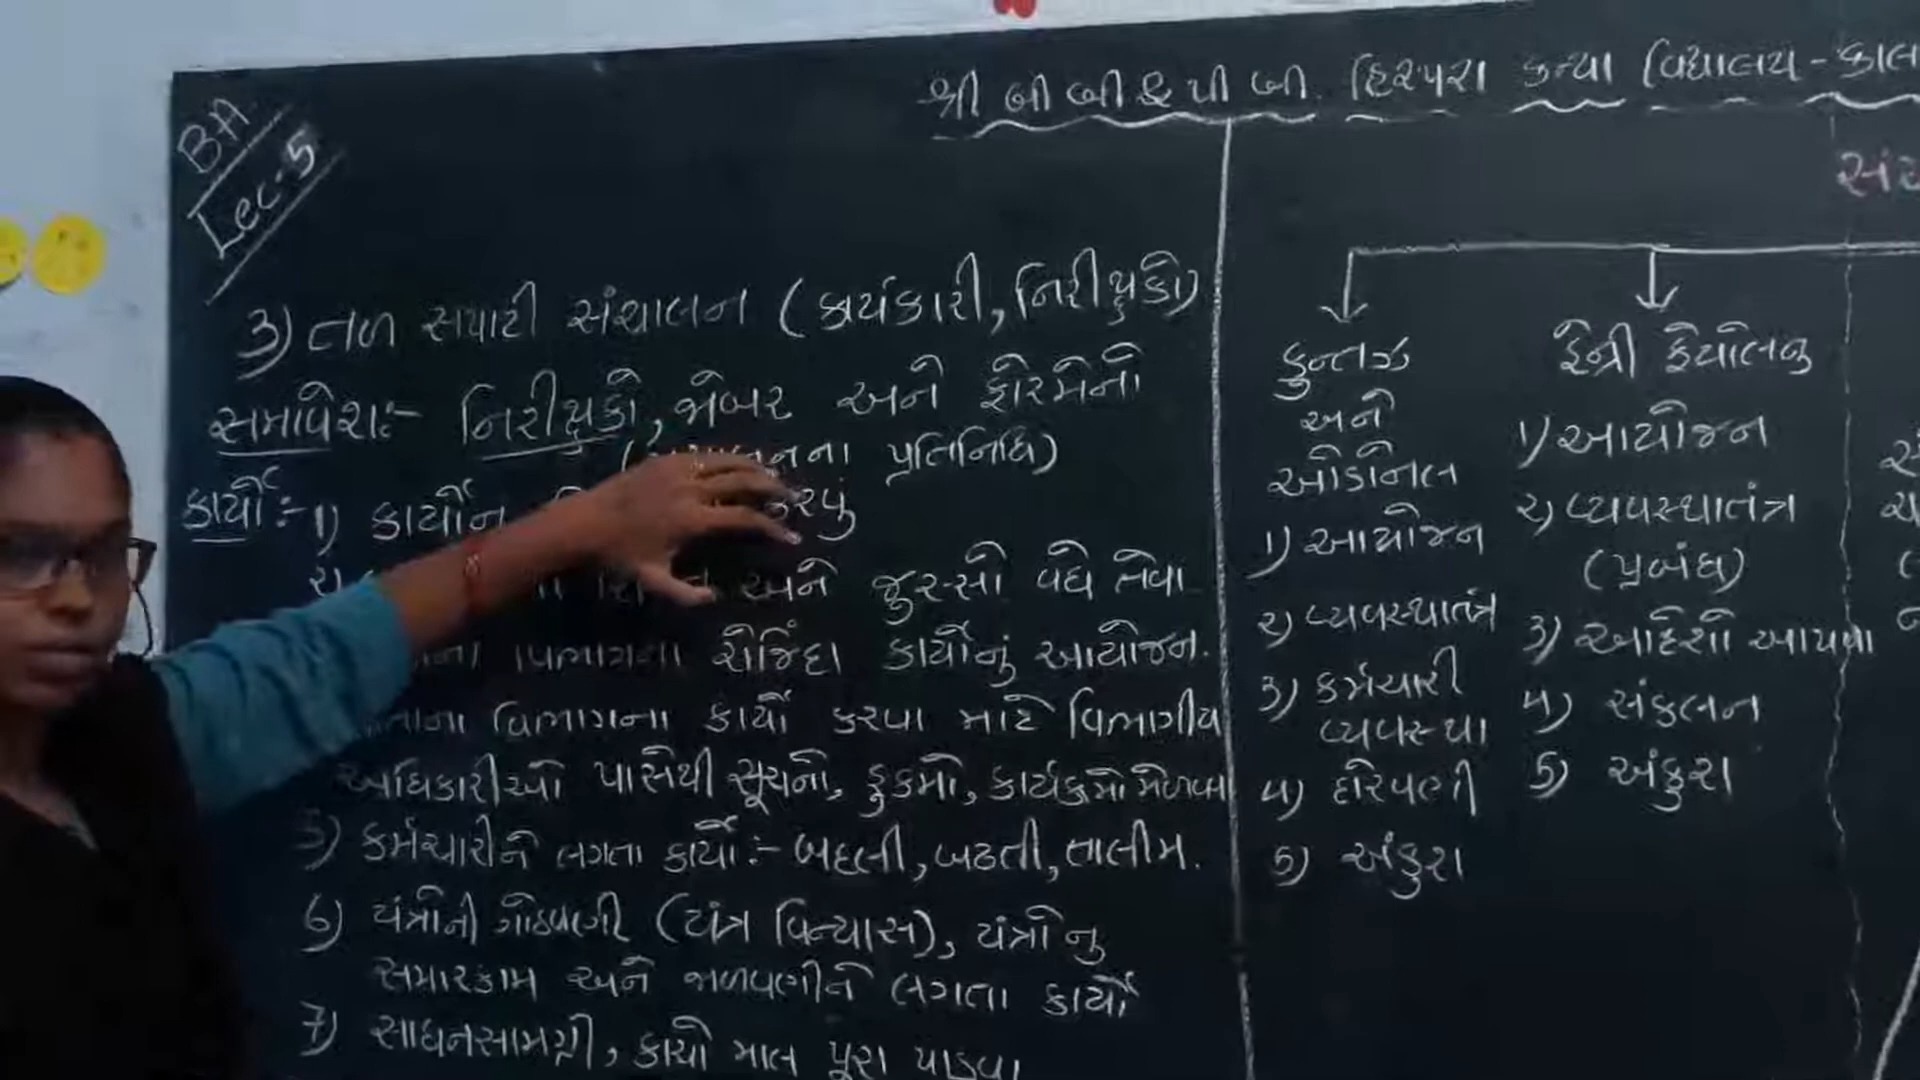 શ્રી બી બી & પી બી. હિરપરા કન્યા વિદ્યાલય - કાલ
BA
Lec-5
3) તળ સપાટી સંચાલન (કાર્યકારી, નિરીક્ષકો)
સમાવેશ:- નિરીક્ષકો, જોબર અને ફોરમેનો
પ્રતિનિધિ)
કાર્યો:- 1) કરવું
2) અને જુસ્સો વધે તેવા
વિભાગના રોજિંદા કાર્યોનું આયોજન.
વિભાગના કાર્યો કરવા માટે વિભાગીય
અધિકારીઓ પાસેથી સૂચનો, હુકમો, કાર્યક્રમો મેળવવા
5) કર્મચારીને લગતા કાર્યો:- બદલી, બઢતી, તાલીમ.
6) યંત્રોની ગોઠવણી (યંત્ર વિન્યાસ), યંત્રોનુ
સમારકામ અને જાળવણીને લગતા કાર્યો
7) સાધનસામગ્રી, કાચો માલ પૂરા પાડવા
સંચ
કુન્તઝ
અને
ઓડોનિલ
1) આયોજન
2) વ્યવસ્થાતંત્ર
3) કર્મચારી
વ્યવસ્થા
4) દોરવણી
5) અંકુશ
હેન્રી ફેયોલનુ
1) આયોજન
2) વ્યવસ્થાતંત્ર
(પ્રબંધ)
3) આદેશો આપવા
4) સંકલન
5) અંકુશ